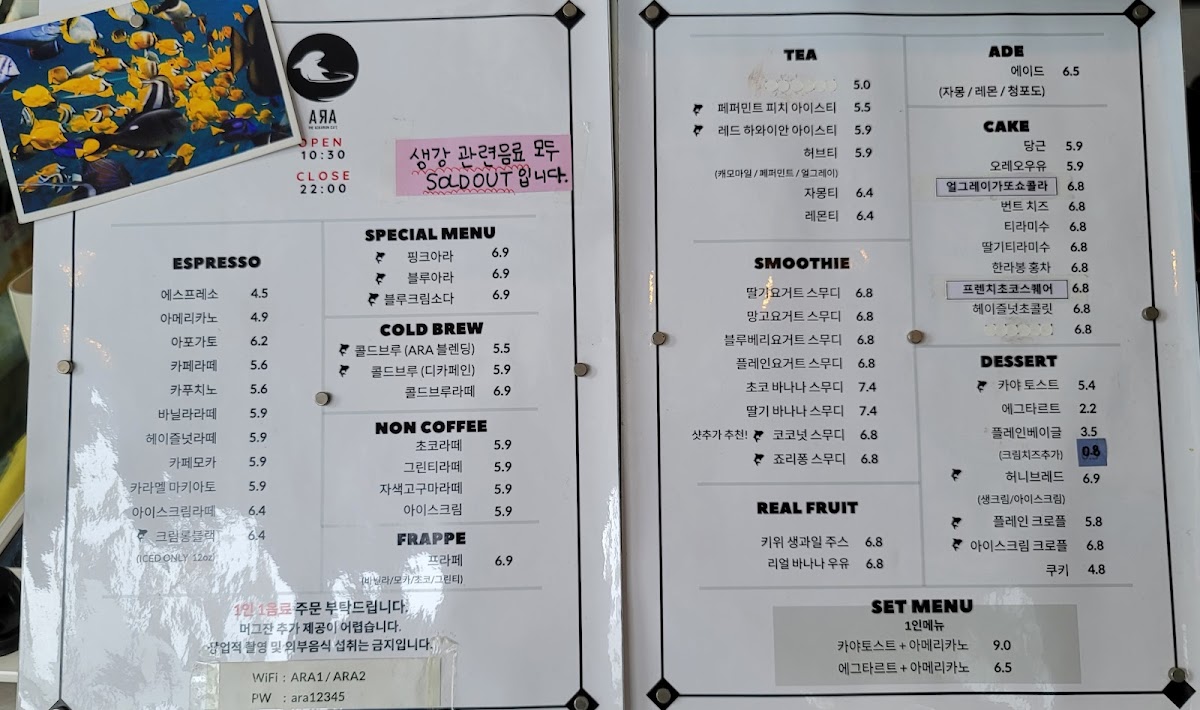 ARA
OPEN
10:30
CLOSE
22:00
생강 관련음료 모두
SOLD OUT 입니다.
ESPRESSO
에스프레소 4.5
아메리카노 4.9
아포가토 6.2
카페라떼 5.6
카푸치노 5.6
바닐라라떼 5.9
헤이즐넛라떼 5.9
카페모카 5.9
카라멜 마키아토 5.9
아이스크림라떼 6.4
크림롱블랙 6.4
(ICED ONLY 12oz)
SPECIAL MENU
핑크아라 6.9
블루아라 6.9
블루크림소다 6.9
COLD BREW
콜드브루 (ARA 블렌딩) 5.5
콜드브루 (디카페인) 5.9
콜드브루라떼 6.9
NON COFFEE
초코라떼 5.9
그린티라떼 5.9
자색고구마라떼 5.9
아이스크림 5.9
FRAPPE
프라페 6.9
(바닐라/모카/초코/그린티)
1인 1음료 주문 부탁드립니다.
머그잔 추가 제공이 어렵습니다.
상업적 촬영 및 외부음식 섭취는 금지입니다.
WiFi : ARA1 / ARA2
PW : ara12345
TEA
5.0
페퍼민트 피치 아이스티 5.5
레드 하와이안 아이스티 5.9
허브티 5.9
(캐모마일 / 페퍼민트 / 얼그레이)
자몽티 6.4
레몬티 6.4
SMOOTHIE
딸기요거트 스무디 6.8
망고요거트 스무디 6.8
블루베리요거트 스무디 6.8
플레인요거트 스무디 6.8
초코 바나나 스무디 7.4
딸기 바나나 스무디 7.4
샷추가 추천! 코코넛 스무디 6.8
죠리퐁 스무디 6.8
REAL FRUIT
키위 생과일 주스 6.8
리얼 바나나 우유 6.8
ADE
에이드 6.5
(자몽 / 레몬 / 청포도)
CAKE
당근 5.9
오레오우유 5.9
얼그레이가또쇼콜라 6.8
번트 치즈 6.8
티라미수 6.8
딸기티라미수 6.8
한라봉 홍차 6.8
프렌치초코스퀘어 6.8
헤이즐넛초콜릿 6.8
6.8
DESSERT
카야 토스트 5.4
에그타르트 2.2
플레인베이글 3.5
(크림치즈추가) 0.8
허니브레드 6.9
(생크림/아이스크림)
플레인 크로플 5.8
아이스크림 크로플 6.8
쿠키 4.8
SET MENU
1인메뉴
카야토스트 + 아메리카노 9.0
에그타르트 + 아메리카노 6.5